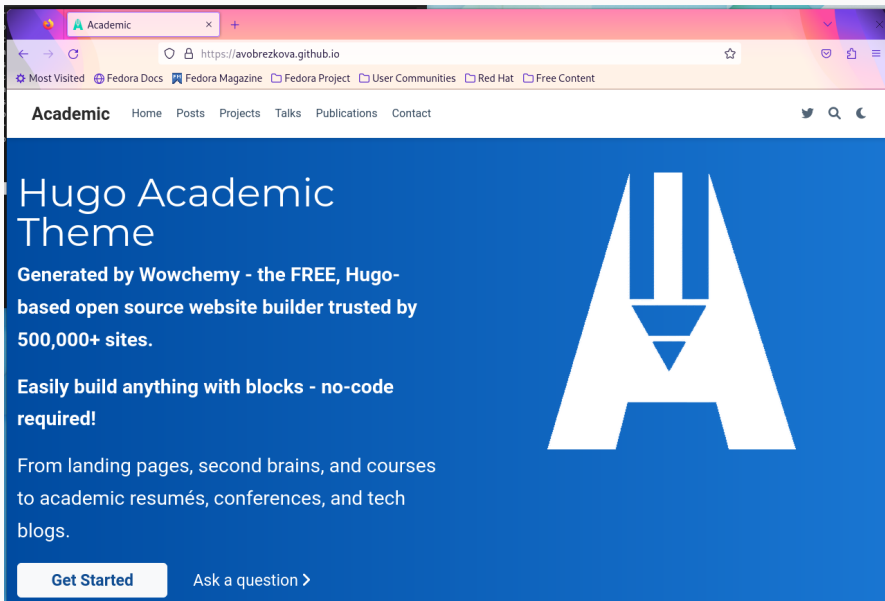 Academic
https://avobrezkova.github.io
Most Visited Fedora Docs Fedora Magazine Fedora Project User Communities Red Hat Free Content
Academic Home Posts Projects Talks Publications Contact
Hugo Academic
Theme
Generated by Wowchemy - the FREE, Hugo-
based open source website builder trusted by
500,000+ sites.
Easily build anything with blocks - no-code
required!
From landing pages, second brains, and courses
to academic resumés, conferences, and tech
blogs.
Get Started Ask a question